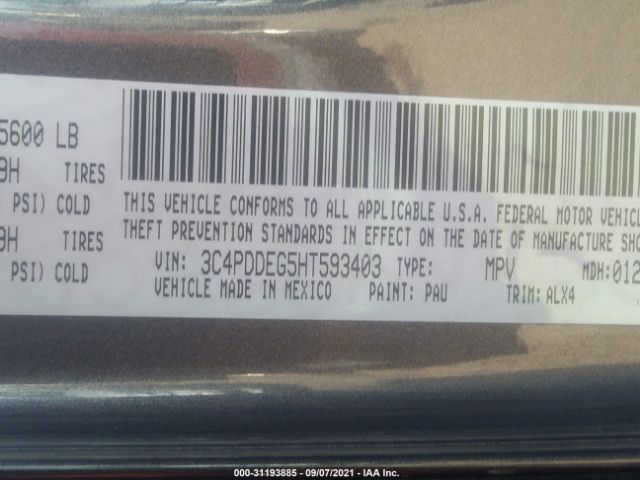 5600 LB
9H TIRES
PSI) COLD
9H TIRES
PSI) COLD
THIS VEHICLE CONFORMS TO ALL APPLICABLE U.S.A. FEDERAL MOTOR VEHICL
THEFT PREVENTION STANDARDS IN EFFECT ON THE DATE OF MANUFACTURE SHO
VIN: 3C4PDDEG5HT593403 TYPE: MPV MDH: 012
VEHICLE MADE IN MEXICO PAINT: PAU TRIM: ALX4
000-31193885 - 09/07/2021 - IAA Inc.